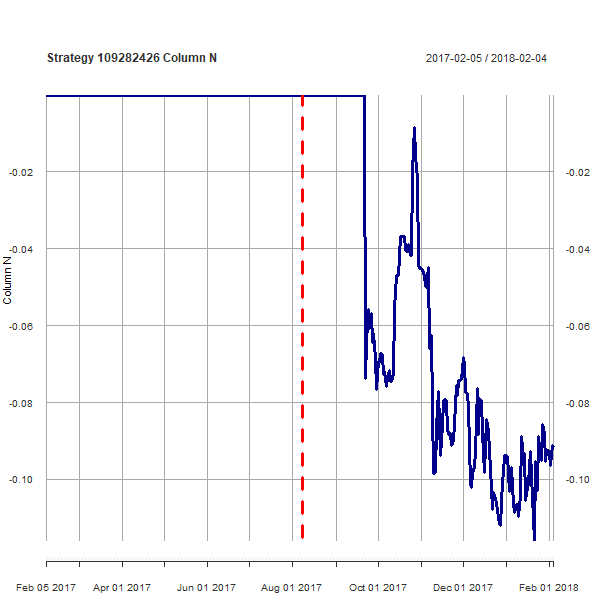 Strategy 109282426 Column N
2017-02-05 / 2018-02-04
-0.02
-0.02
-0.04
-0.04
Column N
-0.06
-0.06
-0.08
-0.08
-0.10
-0.10
Feb 05 2017
Apr 01 2017
Jun 01 2017
Aug 01 2017
Oct 01 2017
Dec 01 2017
Feb 01 2018